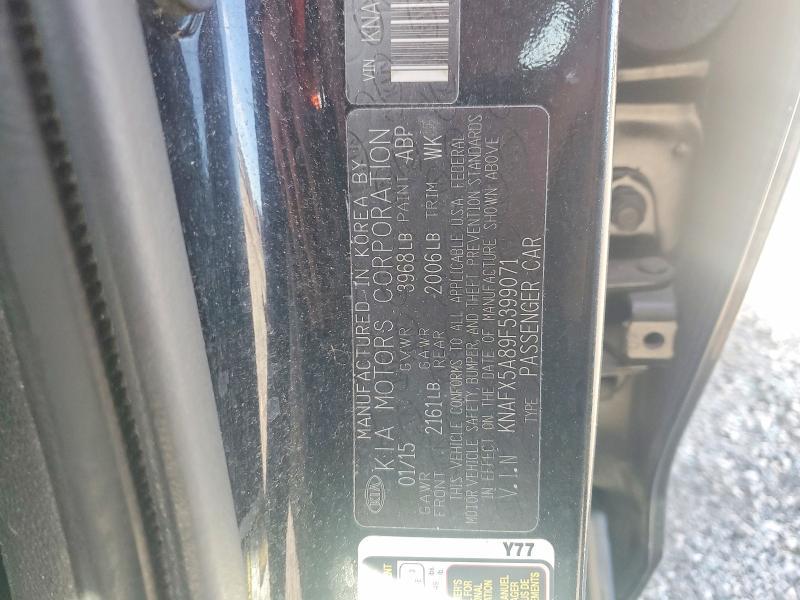 VIN KNA
MANUFACTURED IN KOREA BY
KIA KIA MOTORS CORPORATION
01/15 GVWR 3968LB PAINT ABP
GAWR FRONT 2161LB GAWR REAR 2006LB TRIM WK
THIS VEHICLE CONFORMS TO ALL APPLICABLE U.S.A. FEDERAL
MOTOR VEHICLE SAFETY, BUMPER, AND THEFT PREVENTION STANDARDS
IN EFFECT ON THE DATE OF MANUFACTURE SHOWN ABOVE
V.I.N KNAFX5A89F5399071
TYPE PASSENGER CAR
Y77